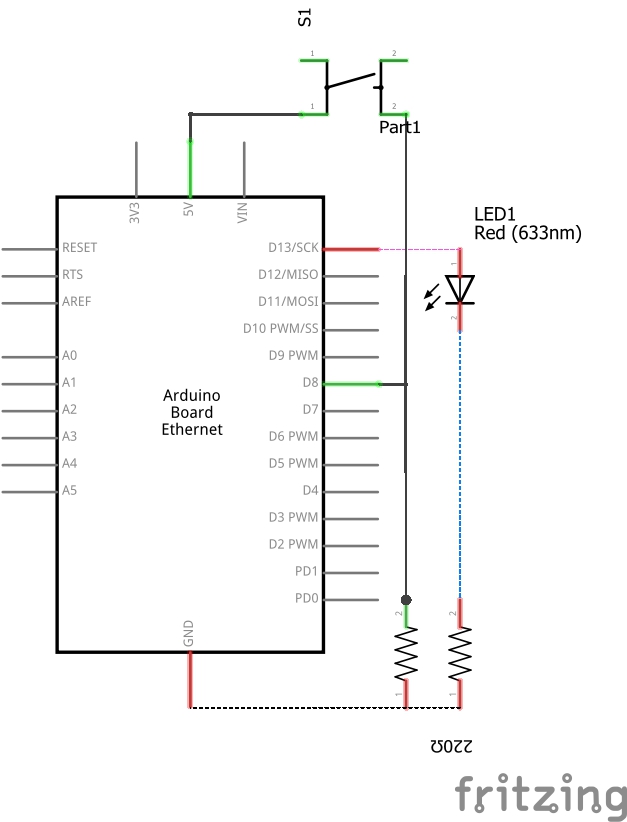 S1
1
2
1
2
Part1
3V3
5V
VIN
LED1
Red (633nm)
RESET
D13/SCK
1
RTS
D12/MISO
AREF
D11/MOSI
2
D10 PWM/SS
A0
D9 PWM
A1
D8
Arduino
Board
Ethernet
A2
D7
A3
D6 PWM
A4
D5 PWM
A5
D4
D3 PWM
D2 PWM
PD1
PD0
GND
2
2
1
1
220Ω
fritzing